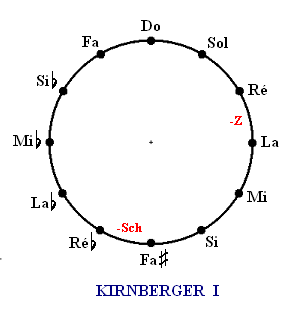 Do
Fa Sol
Si♭ Ré
-Z
Mi♭ La
La♭ Mi
Ré♭ -Sch Si
Fa♯
KIRNBERGER I